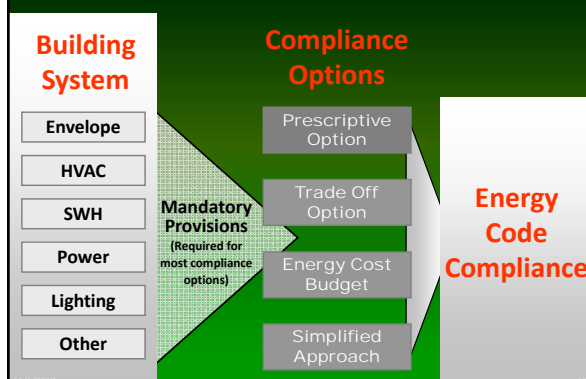 Building
System
Envelope
HVAC
SWH
Power
Lighting
Other
Mandatory
Provisions
(Required for
most compliance
options)
Compliance
Options
Prescriptive
Option
Trade Off
Option
Energy Cost
Budget
Simplified
Approach
Energy
Code
Compliance